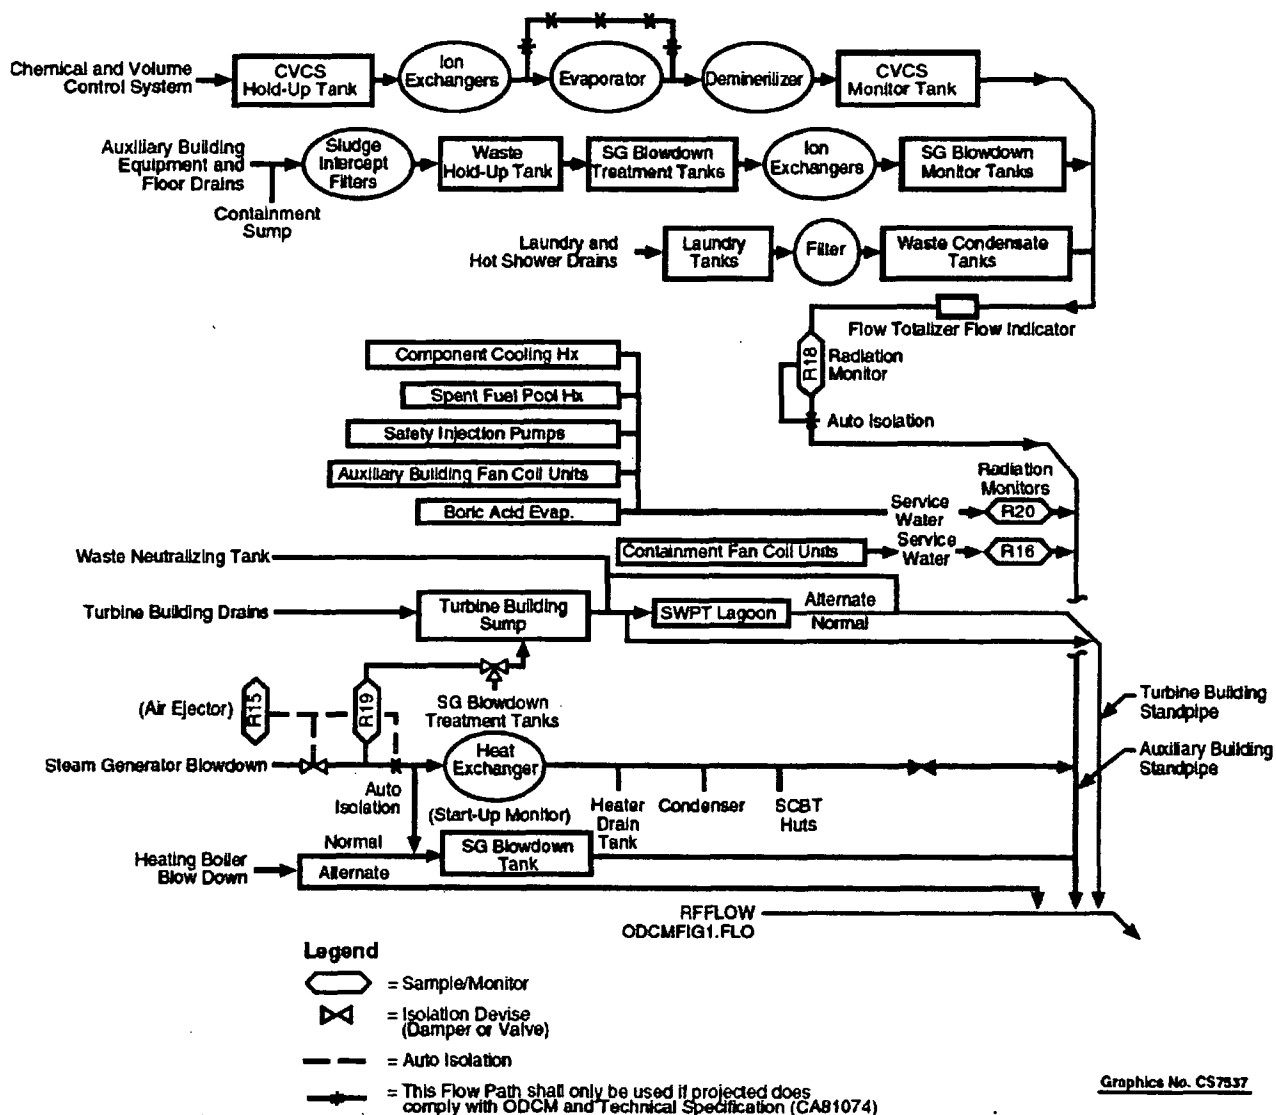 Chemical and Volume
Control System
CVCS
Hold-Up Tank
Ion
Exchangers
Evaporator
Demineriilzer
CVCS
Monitor Tank
Auxiliary Building
Equipment and
Floor Drains
Containment
Sump
Sludge
Intercept
Filters
Waste
Hold-Up Tank
SG Blowdown
Treatment Tanks
Ion
Exchangers
SG Blowdown
Monitor Tanks
Laundry and
Hot Shower Drains
Laundry
Tanks
Filter
Waste Condensate
Tanks
Flow Totalizer Flow Indicator
R18
Radiation
Monitor
Auto Isolation
Component Cooling Hx
Spent Fuel Pool Hx
Safety Injection Pumps
Auxiliary Building Fan Coil Units
Boric Acid Evap.
Service
Water
Radiation
Monitors
R20
Containment Fan Coil Units
Service
Water
R16
Waste Neutralizing Tank
Turbine Building Drains
Turbine Building
Sump
SWPT Lagoon
Alternate
Normal
(Air Ejector)
R15
R19
SG Blowdown
Treatment Tanks
Turbine Building
Standpipe
Auxiliary Building
Standpipe
Steam Generator Blowdown
Auto
Isolation
Heat
Exchanger
(Start-Up Monitor)
Heater
Drain
Tank
Condenser
SCBT
Huts
Heating Boiler
Blow Down
Normal
Alternate
SG Blowdown
Tank
RFFLOW
ODCMFIG1.FLO
Legend
= Sample/Monitor
= Isolation Devise
(Damper or Valve)
= Auto Isolation
= This Flow Path shall only be used if projected does
comply with ODCM and Technical Specification (CA81074)
Graphics No. CS7537